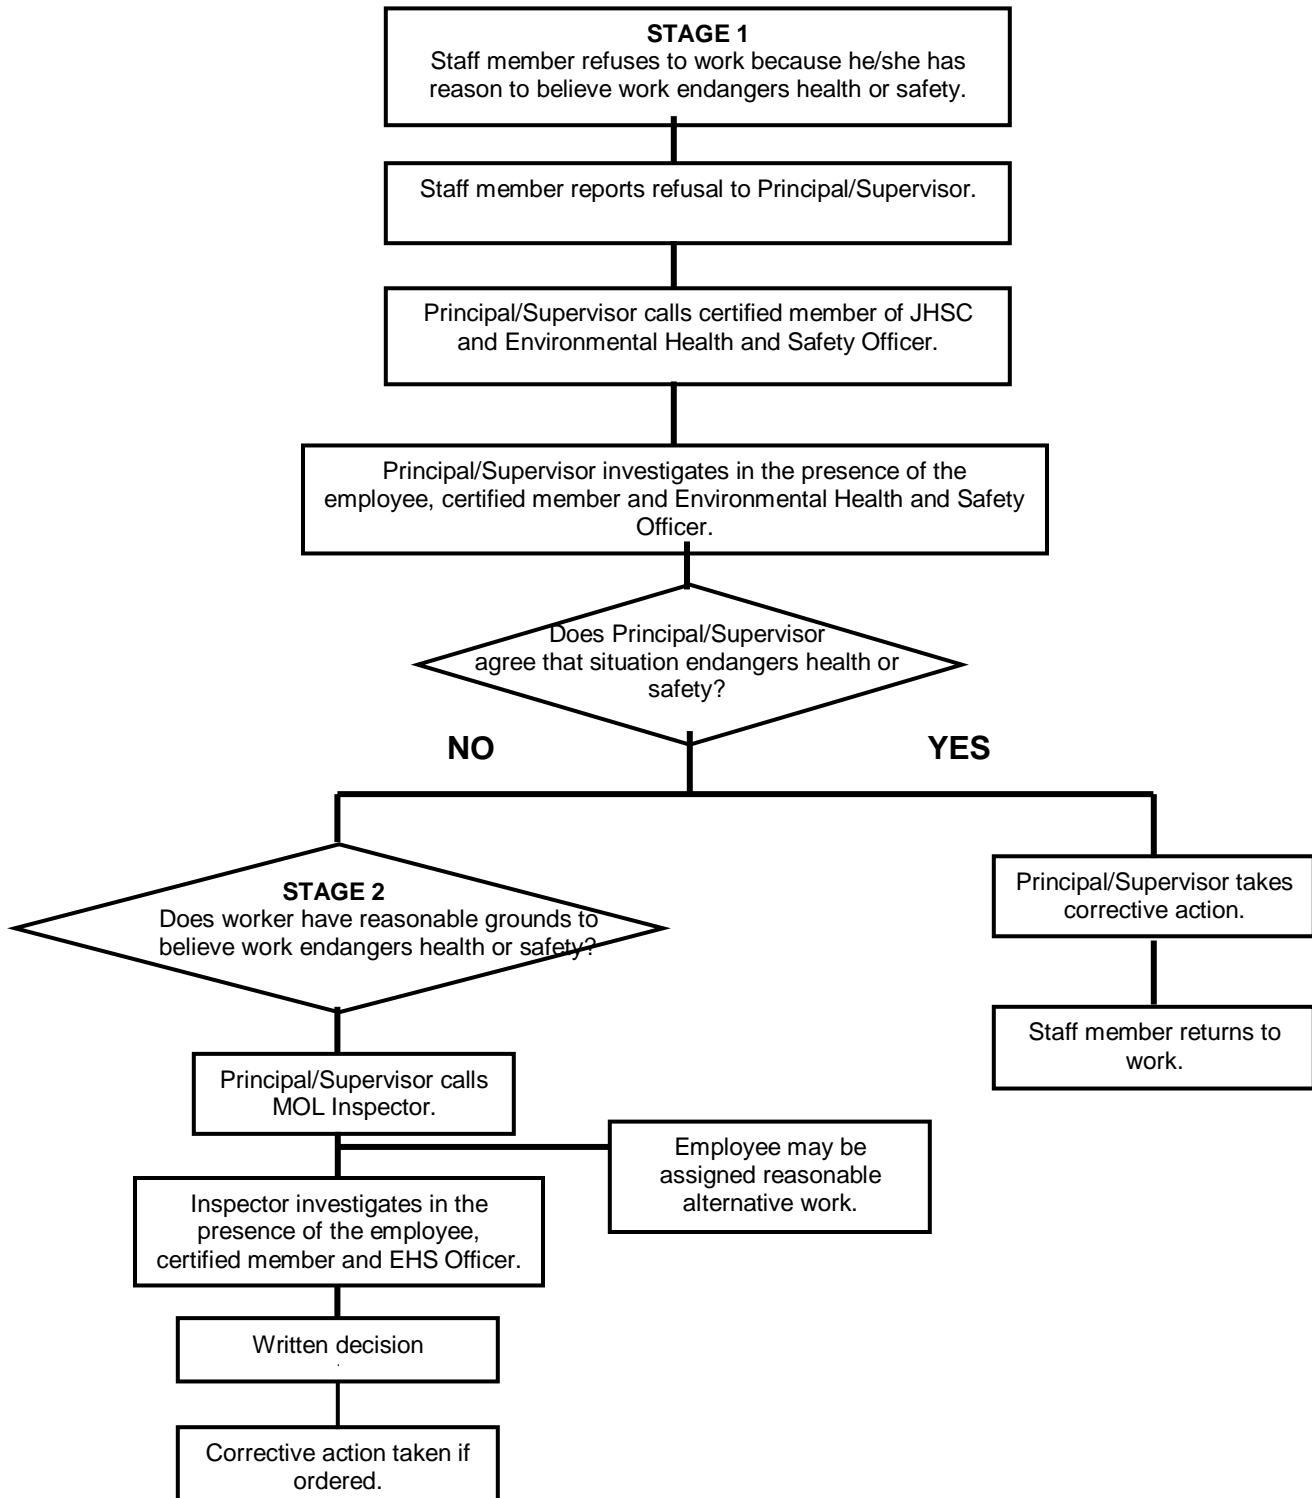 STAGE 1
Staff member refuses to work because he/she has
reason to believe work endangers health or safety.
Staff member reports refusal to Principal/Supervisor.
Principal/Supervisor calls certified member of JHSC
and Environmental Health and Safety Officer.
Principal/Supervisor investigates in the presence of the
employee, certified member and Environmental Health and Safety
Officer.
Does Principal/Supervisor
agree that situation endangers health or
safety?
NO
YES
STAGE 2
Does worker have reasonable grounds to
believe work endangers health or safety?
Principal/Supervisor takes
corrective action.
Staff member returns to
work.
Principal/Supervisor calls
MOL Inspector.
Employee may be
assigned reasonable
alternative work.
Inspector investigates in the
presence of the employee,
certified member and EHS Officer.
Written decision
.
Corrective action taken if
ordered.